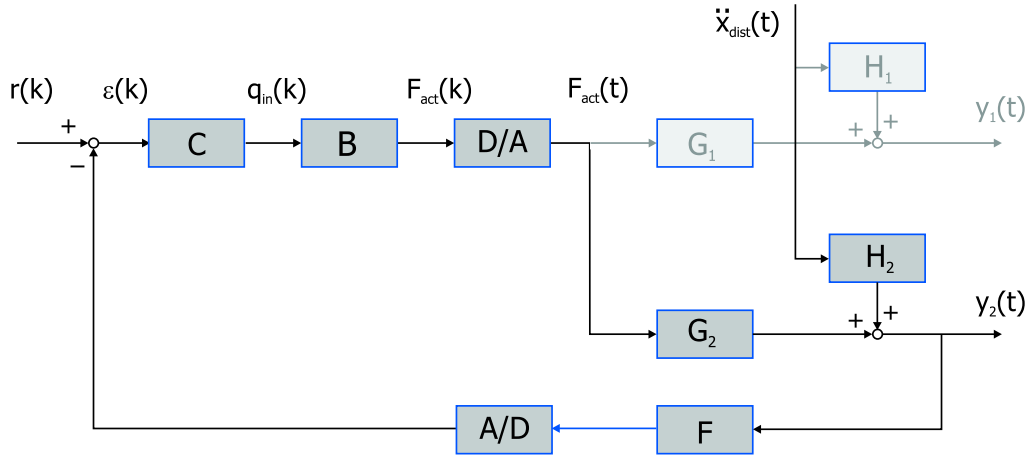 ẍdist(t)
H1
r(k)
ε(k)
qin(k)
Fact(k)
Fact(t)
y1(t)
+
+
+
C
B
D/A
G1
−
H2
y2(t)
+
+
G2
A/D
F